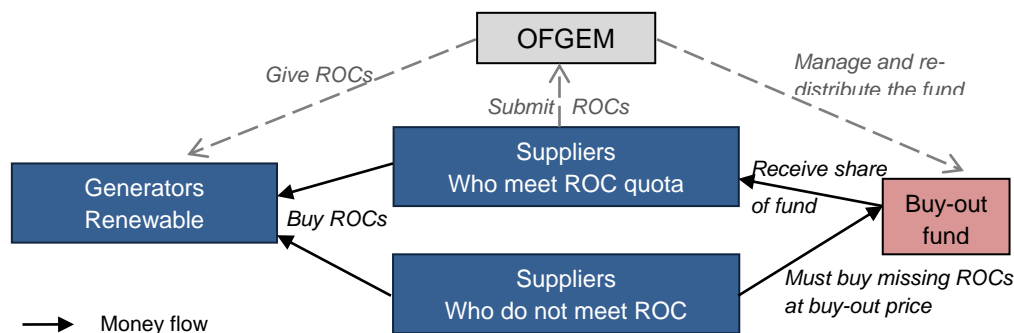 OFGEM
Give ROCs
Manage and re-
distribute the fund
Submit ROCs
Suppliers
Who meet ROC quota
Generators
Renewable
Receive share
of fund
Buy-out
fund
Buy ROCs
Suppliers
Who do not meet ROC
Must buy missing ROCs
at buy-out price
Money flow